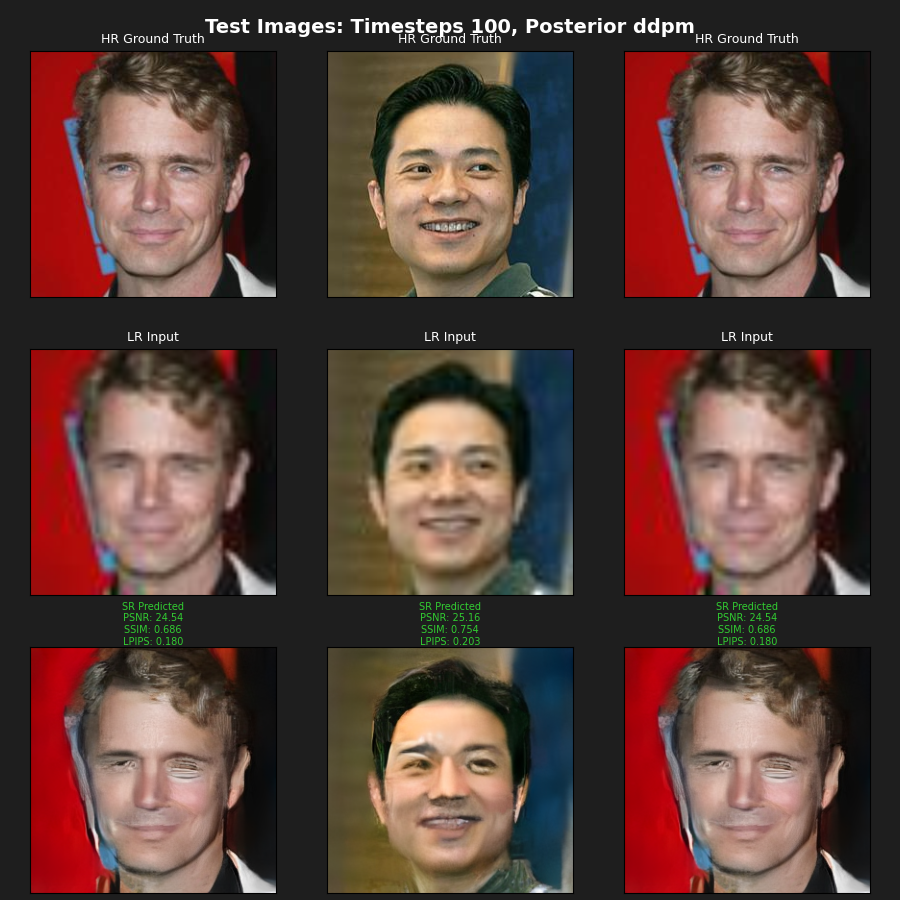 Test Images: Timesteps 100, Posterior ddpm
HR Ground Truth
HR Ground Truth
HR Ground Truth
LR Input
LR Input
LR Input
SR Predicted
PSNR: 24.54
SSIM: 0.686
LPIPS: 0.180
SR Predicted
PSNR: 25.16
SSIM: 0.754
LPIPS: 0.203
SR Predicted
PSNR: 24.54
SSIM: 0.686
LPIPS: 0.180